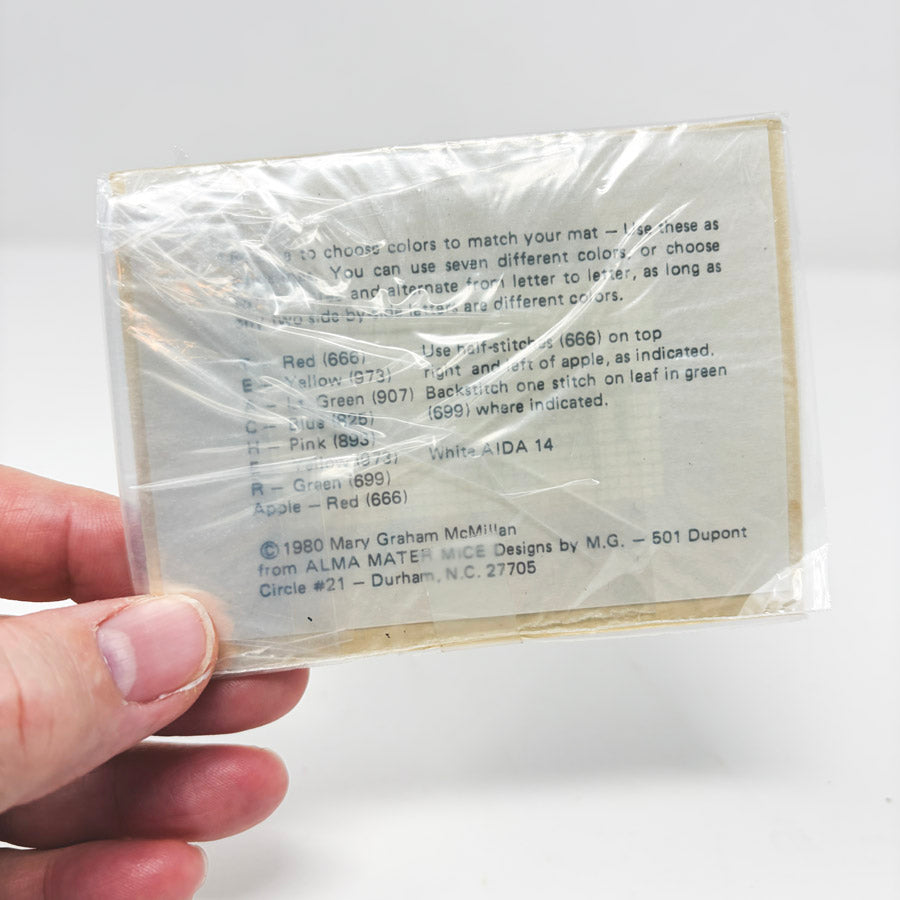 to choose colors to match your mat — Use these as
You can use seven different colors, or choose
and alternate from letter to letter, as long as
two side by side letters are different colors.
Red (666)
E — Yellow (973)
— Lt. Green (907)
C — Blue (825)
H — Pink (893)
E — Yellow (973)
R — Green (699)
Apple — Red (666)
Use half-stitches (666) on top
right and left of apple, as indicated.
Backstitch one stitch on leaf in green
(699) whare indicated.
White AIDA 14
© 1980 Mary Graham McMillan
from ALMA MATER MICE Designs by M.G. — 501 Dupont
Circle #21 — Durham, N.C. 27705